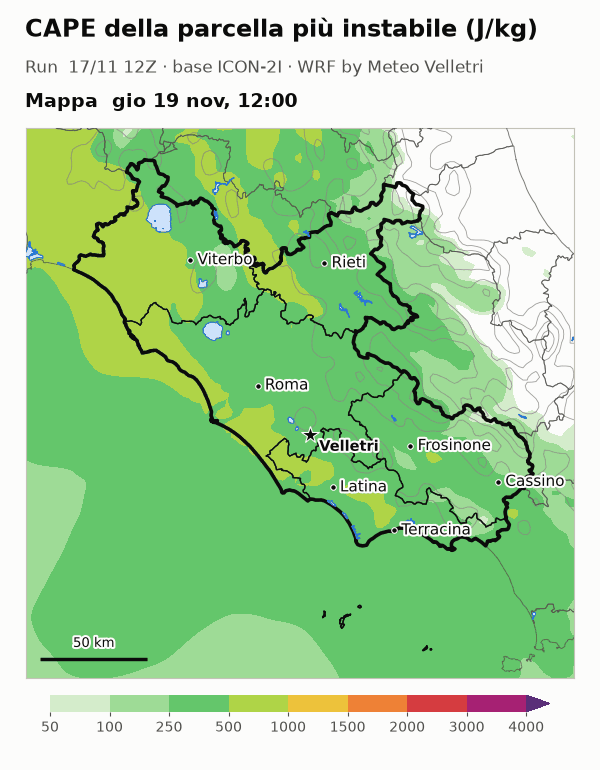 CAPE della parcella più instabile (J/kg)
Run 17/11 12Z · base ICON-2I · WRF by Meteo Velletri
Mappa gio 19 nov, 12:00
Viterbo
Rieti
Roma
Velletri
Frosinone
Cassino
Latina
Terracina
50 km
50 100 250 500 1000 1500 2000 3000 4000